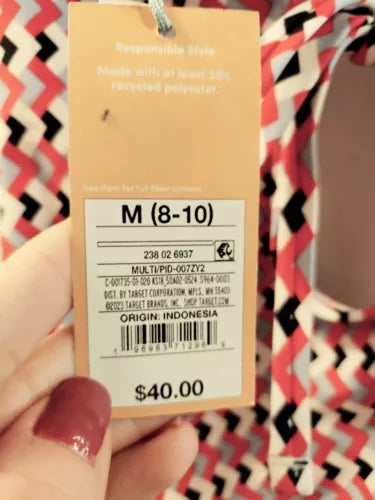 Responsible Style
Made with at least 30%
recycled polyester.
See item for full fiber content
M (8-10)
238 02 6937
MULTI/PID-007ZY2
DIST. BY TARGET CORPORATION, MPLS, MN 55403
©2023 TARGET BRANDS, INC. SHOP TARGET.COM
ORIGIN: INDONESIA
$40.00